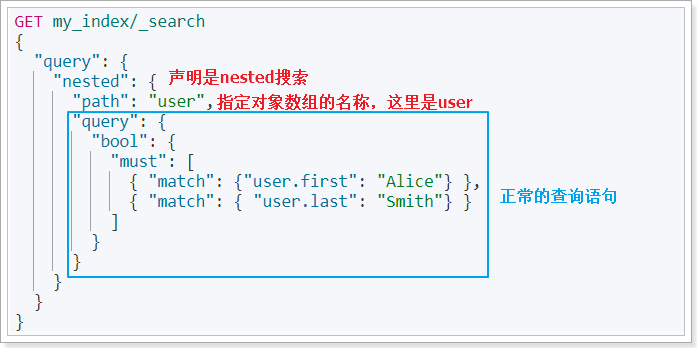 GET my_index/_search
{
  "query": {
    "nested": { 声明是nested搜索
      "path": "user",指定对象数组的名称，这里是user
      "query": {
        "bool": {
          "must": [
            { "match": {"user.first": "Alice"} },
            { "match": { "user.last": "Smith"} } 正常的查询语句
          ]
        }
      }
    }
  }
}